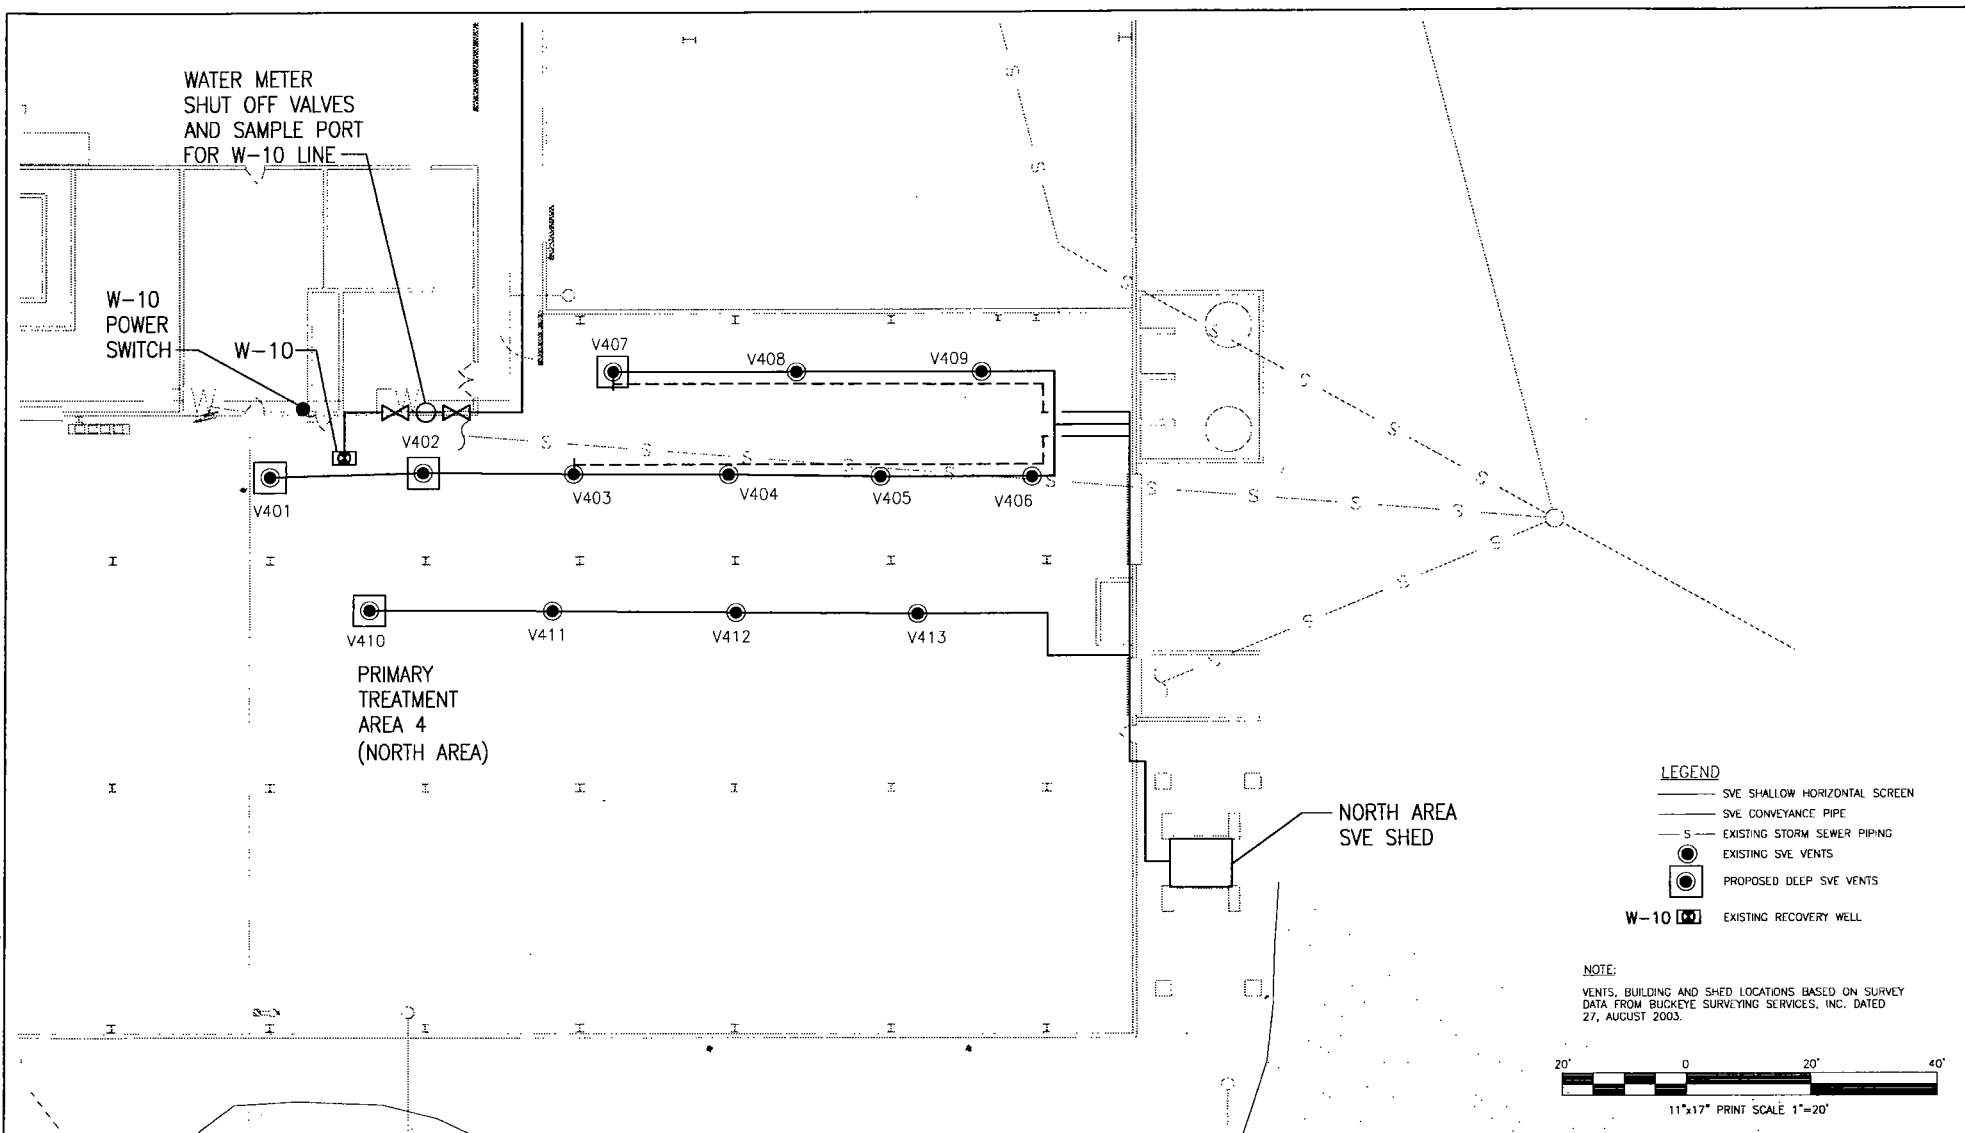 WATER METER
SHUT OFF VALVES
AND SAMPLE PORT
FOR W-10 LINE
W-10
POWER
SWITCH
W-10
V407
V408
V409
V402
V401
V403
V404
V405
V406
V410
V411
V412
V413
PRIMARY
TREATMENT
AREA 4
(NORTH AREA)
NORTH AREA
SVE SHED
LEGEND
SVE SHALLOW HORIZONTAL SCREEN
SVE CONVEYANCE PIPE
S EXISTING STORM SEWER PIPING
EXISTING SVE VENTS
PROPOSED DEEP SVE VENTS
W-10 EXISTING RECOVERY WELL
NOTE:
VENTS, BUILDING AND SHED LOCATIONS BASED ON SURVEY
DATA FROM BUCKEYE SURVEYING SERVICES, INC. DATED
27, AUGUST 2003.
20' 0 20' 40'
11"x17" PRINT SCALE 1"=20'